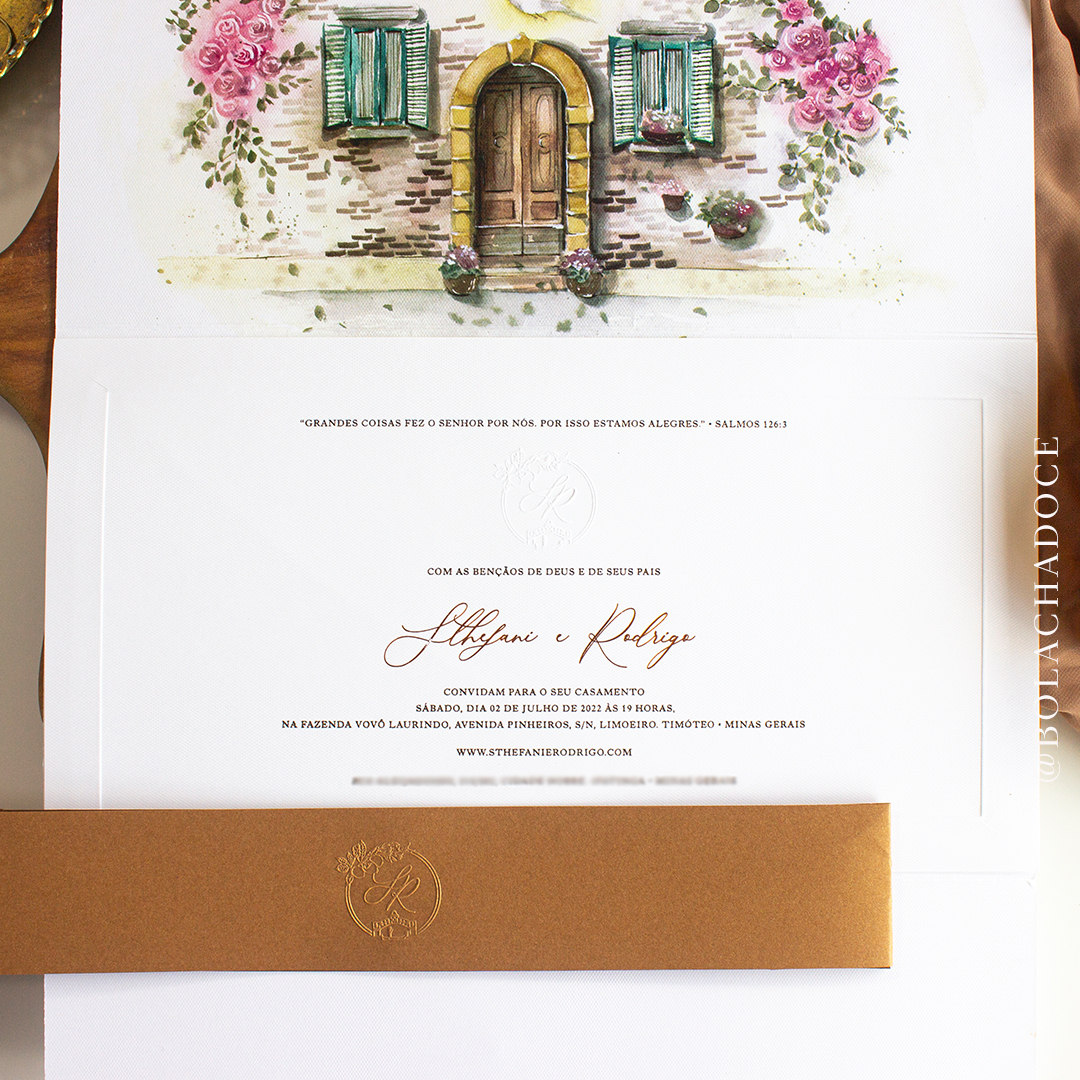 "GRANDES COISAS FEZ O SENHOR POR NÓS. POR ISSO ESTAMOS ALEGRES." • SALMOS 126:3
SR
COM AS BENÇÃOS DE DEUS E DE SEUS PAIS
Sthefani e Rodrigo
CONVIDAM PARA O SEU CASAMENTO
SÁBADO, DIA 02 DE JULHO DE 2022 ÀS 19 HORAS,
NA FAZENDA VOVÔ LAURINDO, AVENIDA PINHEIROS, S/N, LIMOEIRO. TIMÓTEO • MINAS GERAIS
WWW.STHEFANIERODRIGO.COM
SR
@BOLACHADOCE